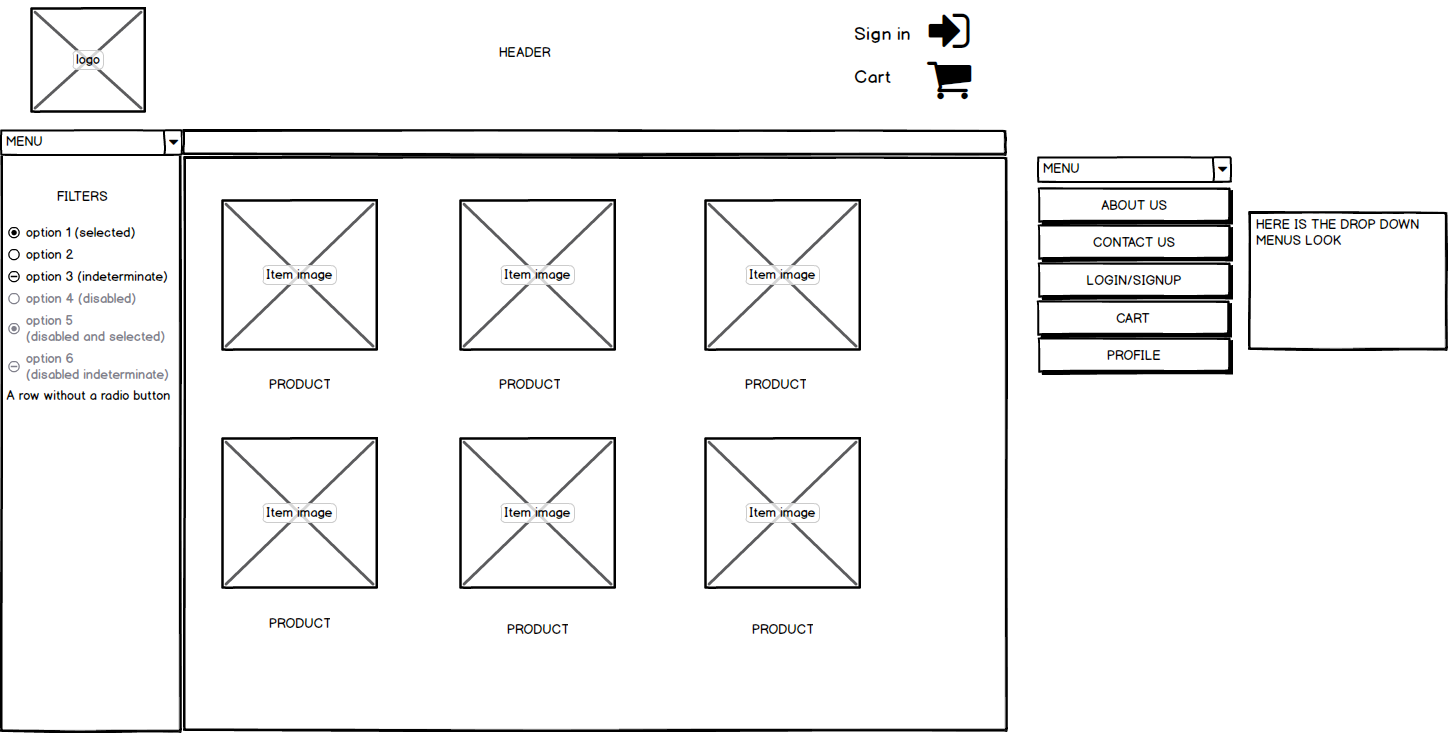 logo
HEADER
Sign in
Cart
MENU
FILTERS
option 1 (selected)
option 2
option 3 (indeterminate)
option 4 (disabled)
option 5
(disabled and selected)
option 6
(disabled indeterminate)
A row without a radio button
Item image
Item image
Item image
PRODUCT
PRODUCT
PRODUCT
Item image
Item image
Item image
PRODUCT
PRODUCT
PRODUCT
MENU
ABOUT US
CONTACT US
LOGIN/SIGNUP
CART
PROFILE
HERE IS THE DROP DOWN
MENUS LOOK